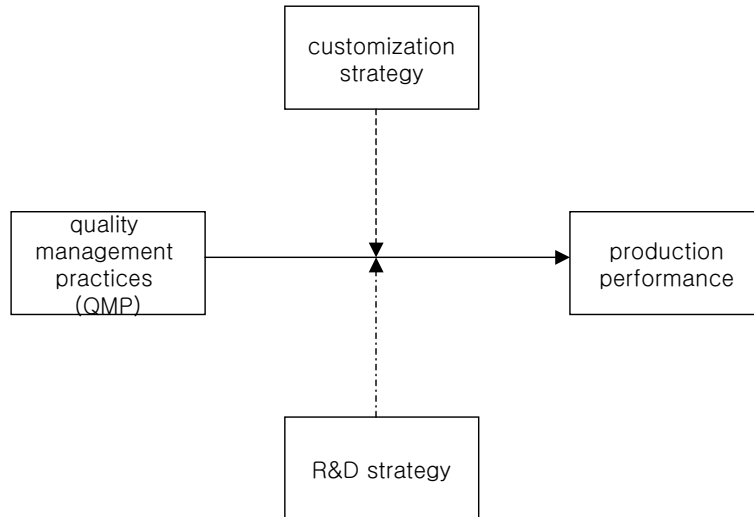 customization
strategy
quality
management
practices
(QMP)
production
performance
R&D strategy